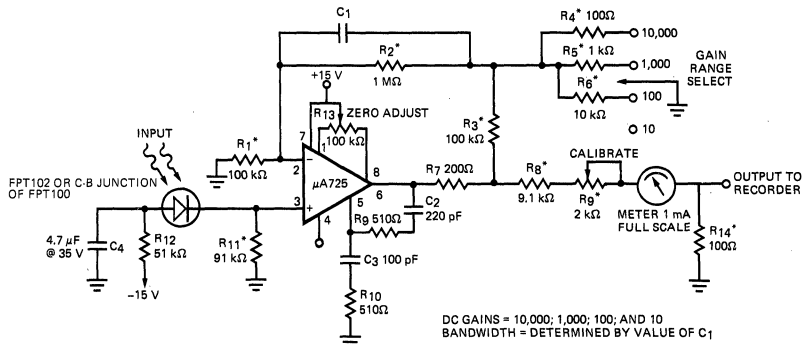 C1
R2*
1 MΩ
R4* 100Ω
10,000
R5* 1 kΩ
1,000
R6*
10 kΩ
100
10
GAIN
RANGE
SELECT
+15 V
R13
ZERO ADJUST
100 kΩ
R3*
100 kΩ
INPUT
R1*
100 kΩ
7
1
2
–
8
μA725
6
3
+
5
4
R7 200Ω
R8*
9.1 kΩ
CALIBRATE
R9*
2 kΩ
METER 1 mA
FULL SCALE
OUTPUT TO
RECORDER
R14*
100Ω
FPT102 OR C-B JUNCTION
OF FPT100
4.7 μF
@ 35 V
C4
R12
51 kΩ
–15 V
R11*
91 kΩ
R9 510Ω
C2
220 pF
C3 100 pF
R10
510Ω
DC GAINS = 10,000; 1,000; 100; AND 10
BANDWIDTH = DETERMINED BY VALUE OF C1